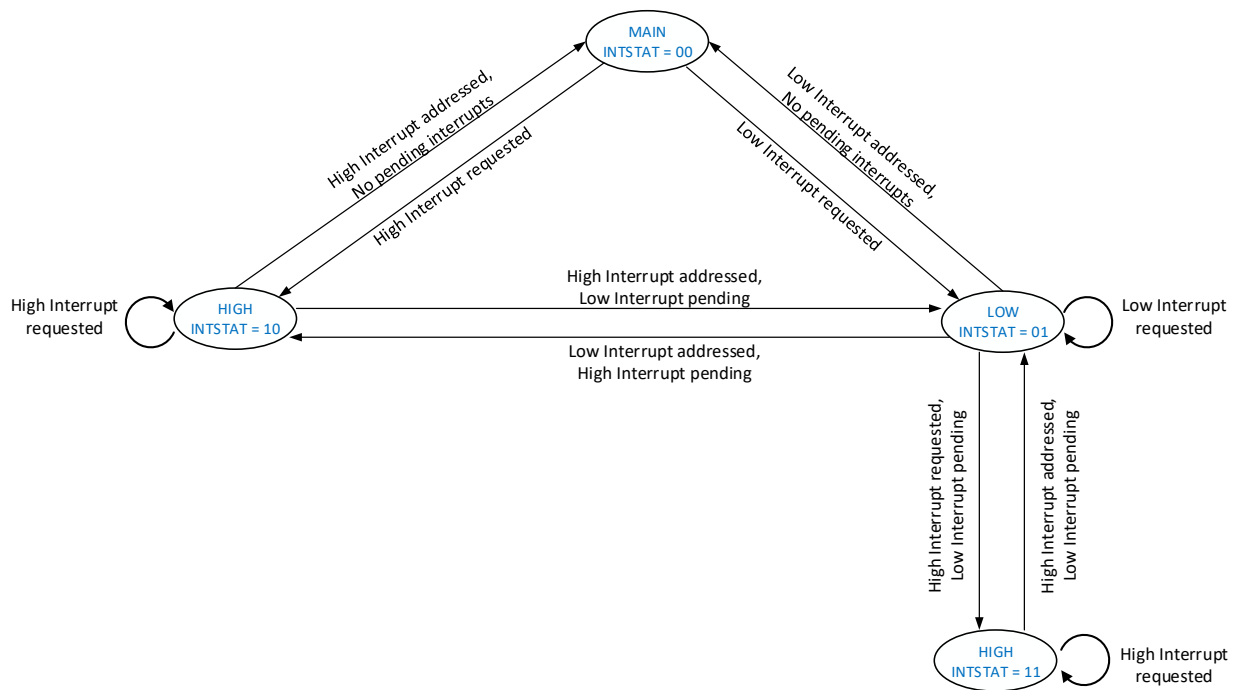 MAIN
INTSTAT = 00
High Interrupt addressed,
No pending interrupts
High Interrupt requested
Low Interrupt addressed,
No pending interrupts
Low Interrupt requested
High Interrupt
requested
HIGH
INTSTAT = 10
High Interrupt addressed,
Low Interrupt pending
Low Interrupt addressed,
High Interrupt pending
LOW
INTSTAT = 01
Low Interrupt
requested
High Interrupt requested,
Low Interrupt pending
High Interrupt addressed,
Low Interrupt pending
HIGH
INTSTAT = 11
High Interrupt
requested